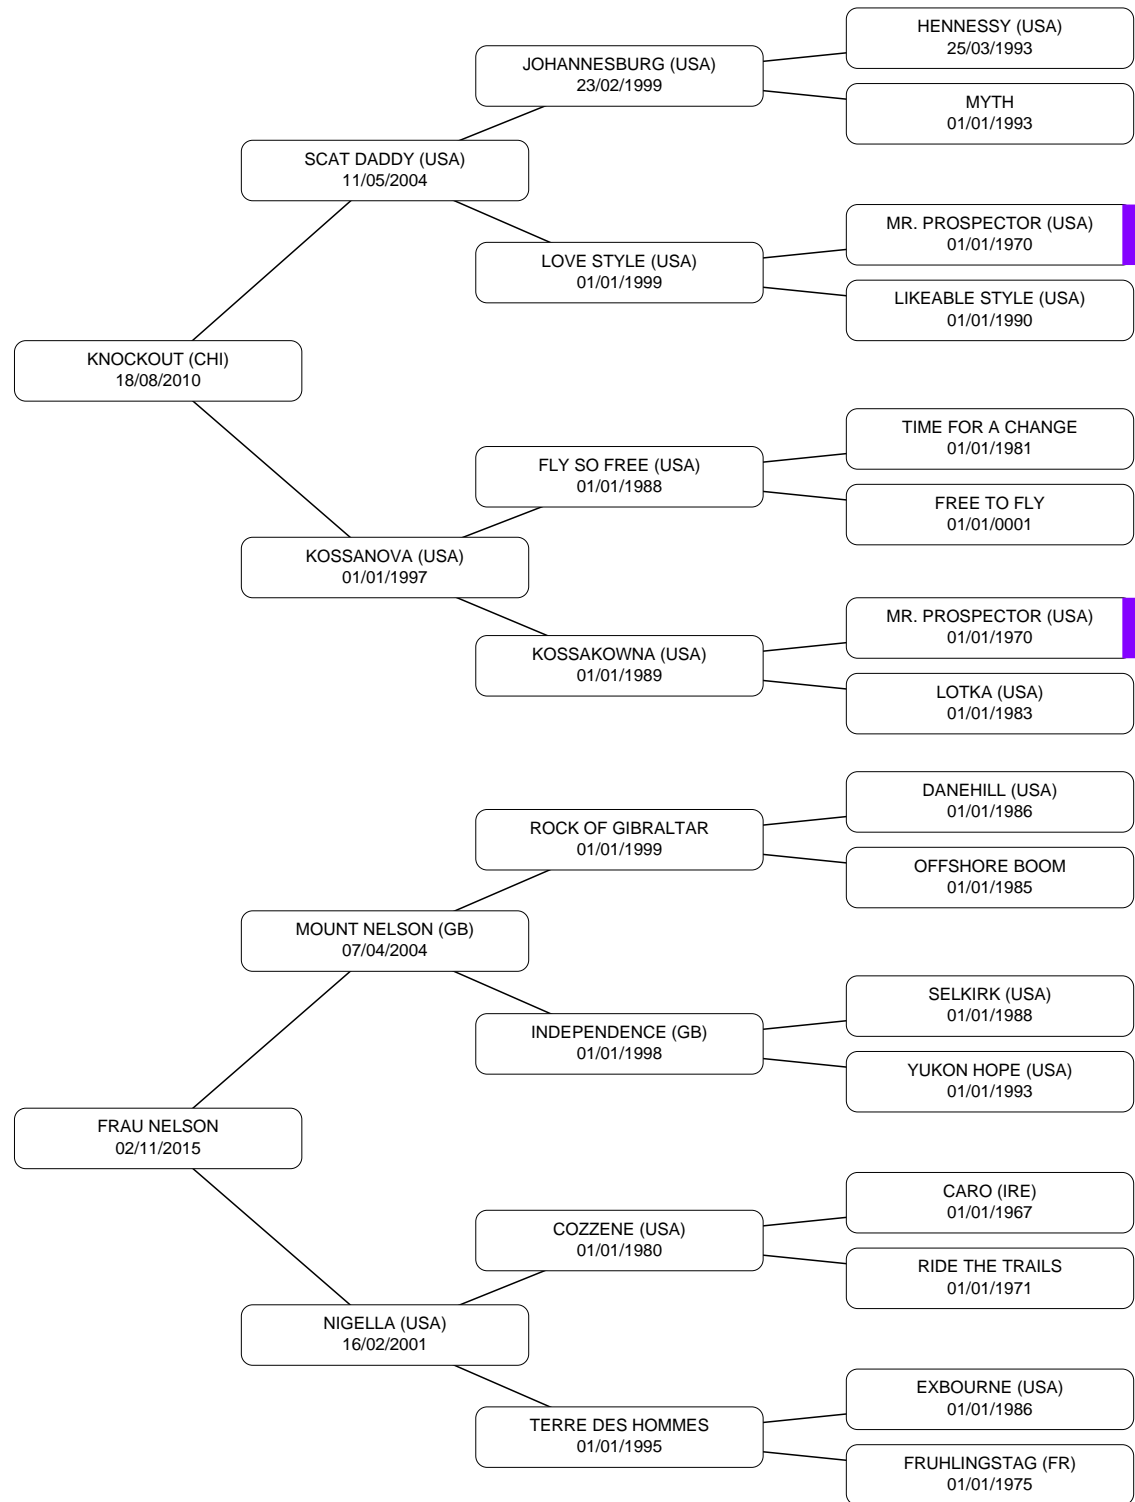 HENNESSY (USA)
25/03/1993
JOHANNESBURG (USA)
23/02/1999
MYTH
01/01/1993
SCAT DADDY (USA)
11/05/2004
MR. PROSPECTOR (USA)
01/01/1970
LOVE STYLE (USA)
01/01/1999
LIKEABLE STYLE (USA)
01/01/1990
KNOCKOUT (CHI)
18/08/2010
TIME FOR A CHANGE
01/01/1981
FLY SO FREE (USA)
01/01/1988
FREE TO FLY
01/01/0001
KOSSANOVA (USA)
01/01/1997
MR. PROSPECTOR (USA)
01/01/1970
KOSSAKOWNA (USA)
01/01/1989
LOTKA (USA)
01/01/1983
DANEHILL (USA)
01/01/1986
ROCK OF GIBRALTAR
01/01/1999
OFFSHORE BOOM
01/01/1985
MOUNT NELSON (GB)
07/04/2004
SELKIRK (USA)
01/01/1988
INDEPENDENCE (GB)
01/01/1998
YUKON HOPE (USA)
01/01/1993
FRAU NELSON
02/11/2015
CARO (IRE)
01/01/1967
COZZENE (USA)
01/01/1980
RIDE THE TRAILS
01/01/1971
NIGELLA (USA)
16/02/2001
EXBOURNE (USA)
01/01/1986
TERRE DES HOMMES
01/01/1995
FRUHLINGSTAG (FR)
01/01/1975